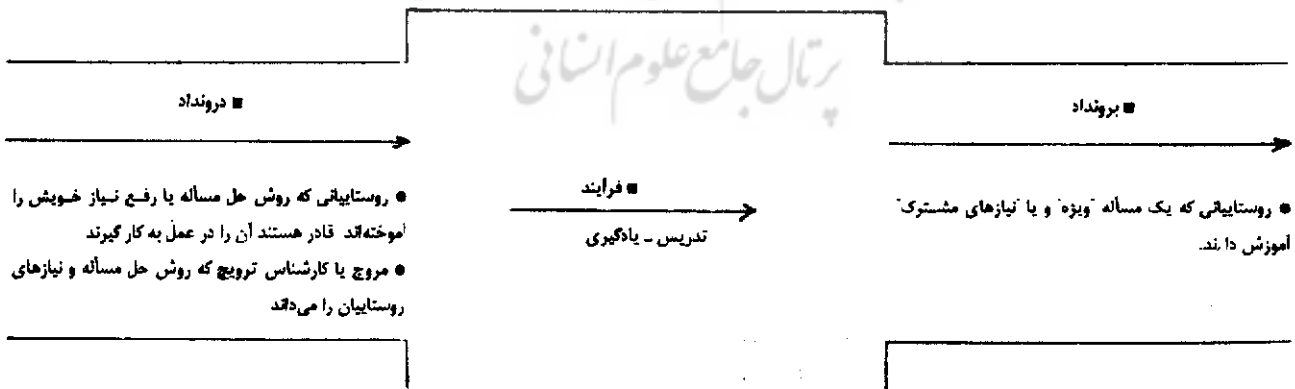 پرتال جامع علوم انسانی
■ درونداد
● روستاییانی که روش حل مسأله یا رفع نیاز خویش را
آموخته‌اند قادر هستند آن را در عمل به کار گیرند
● مروج یا کارشناس ترویج که روش حل مسأله و نیازهای
روستاییان را می‌داند
■ فرایند
تدریس ـ یادگیری
■ برونداد
● روستاییانی که یک مسأله "ویژه" و یا "نیازهای مشترک"
آموزش دارند.